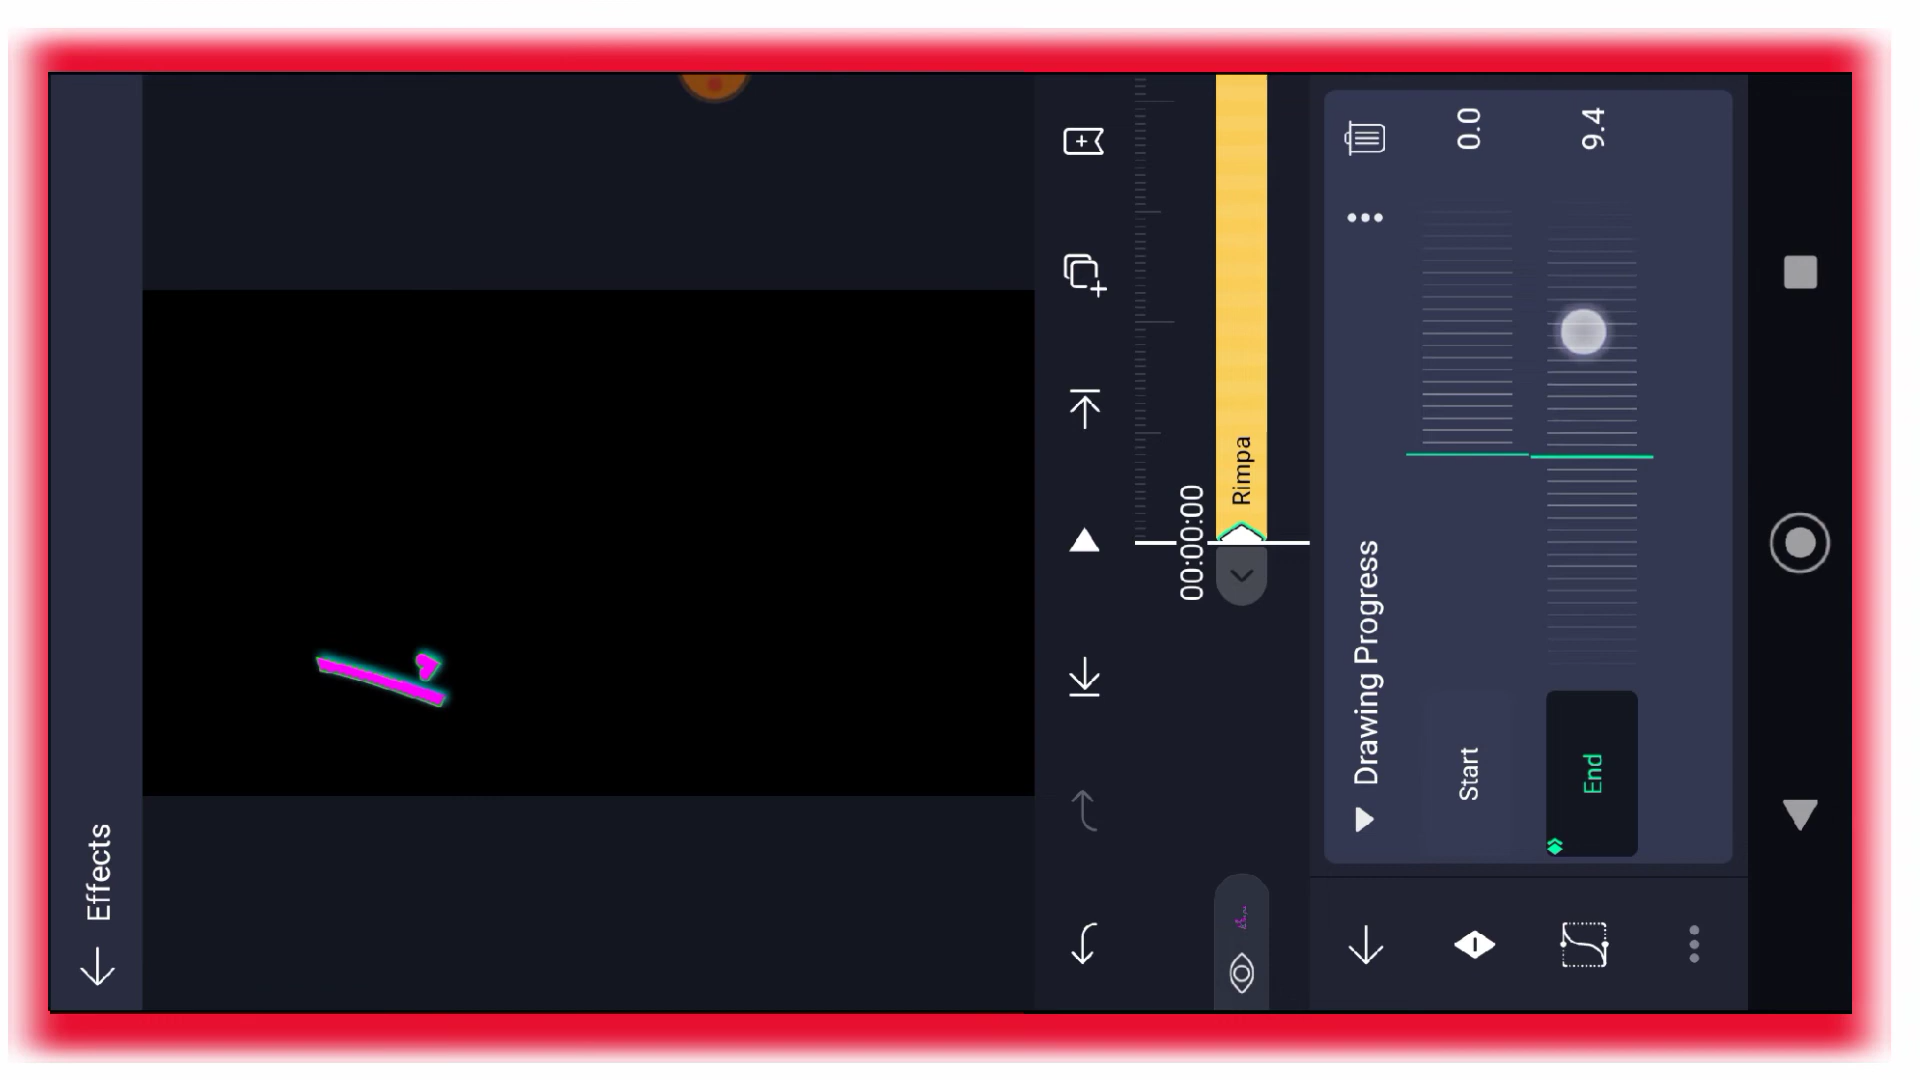 Effects
00:00:00
Rimpa
Drawing Progress
Start
0.0
End
9.4